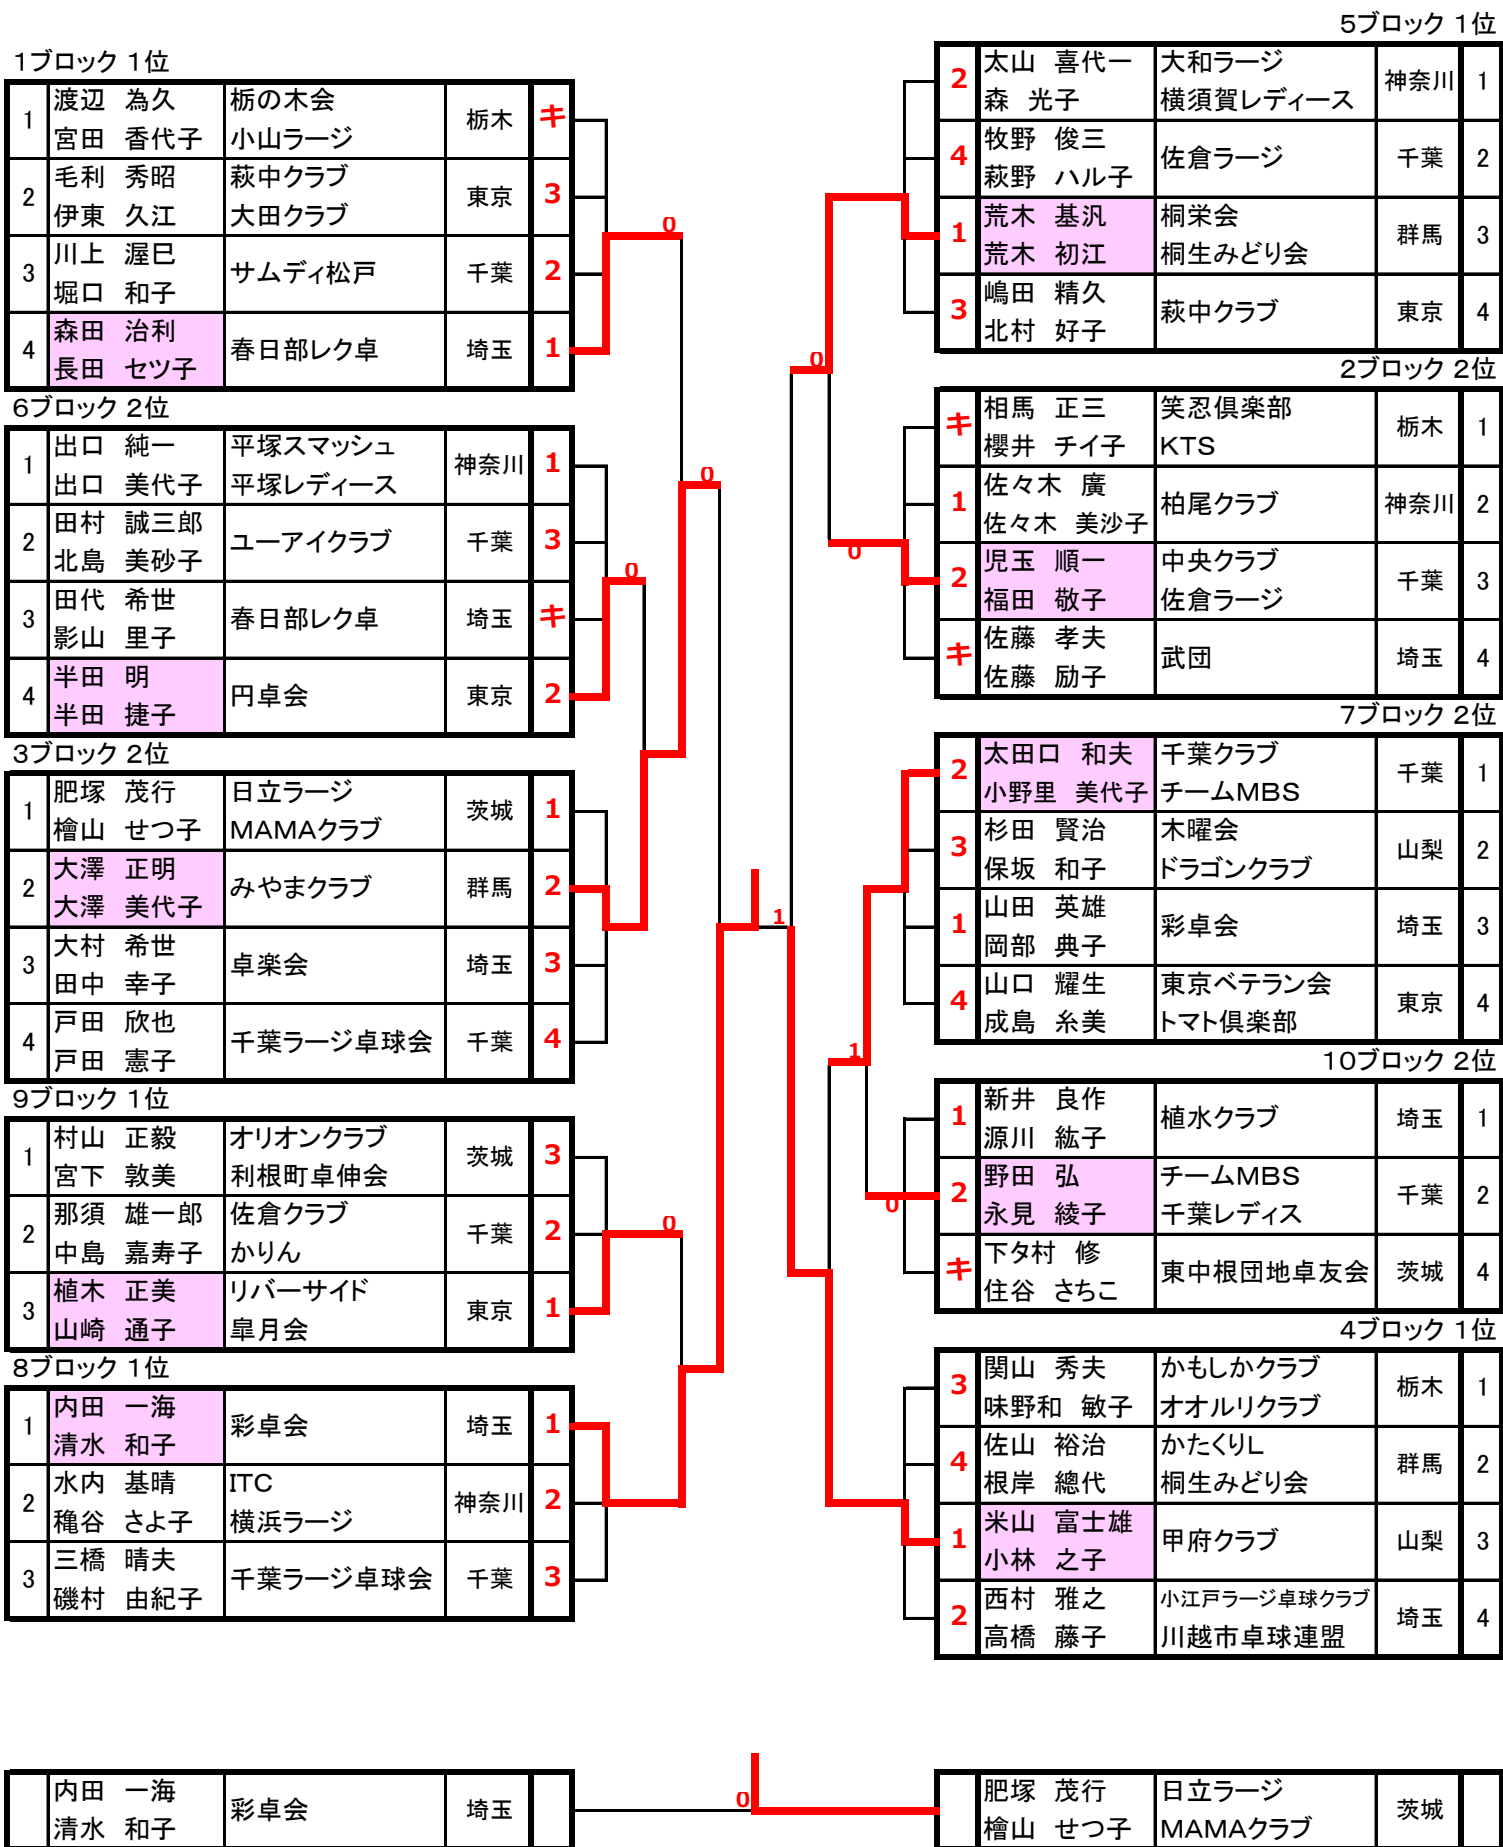 1ブロック 1位
1 渡辺　為久 栃の木会 栃木 キ
宮田　香代子 小山ラージ
2 毛利　秀昭 萩中クラブ 東京 3
伊東　久江 大田クラブ
3 川上　渥巳 サムディ松戸 千葉 2
堀口　和子
4 森田　治利 春日部レク卓 埼玉 1
長田　セツ子
0
6ブロック 2位
1 出口　純一 平塚スマッシュ 神奈川 1
出口　美代子 平塚レディース
2 田村　誠三郎 ユーアイクラブ 千葉 3
北島　美砂子
3 田代　希世 春日部レク卓 埼玉 キ
影山　里子
4 半田　明 円卓会 東京 2
半田　捷子
0
0
3ブロック 2位
1 肥塚　茂行 日立ラージ 茨城 1
檜山　せつ子 MAMAクラブ
2 大澤　正明 みやまクラブ 群馬 2
大澤　美代子
3 大村　希世 卓楽会 埼玉 3
田中　幸子
4 戸田　欣也 千葉ラージ卓球会 千葉 4
戸田　憲子
9ブロック 1位
1 村山　正毅 オリオンクラブ 茨城 3
宮下　敦美 利根町卓伸会
2 那須　雄一郎 佐倉クラブ 千葉 2
中島　嘉寿子 かりん
3 植木　正美 リバーサイド 東京 1
山崎　通子 皐月会
0
8ブロック 1位
1 内田　一海 彩卓会 埼玉 1
清水　和子
2 水内　基晴 ITC 神奈川 2
穐谷　さよ子 横浜ラージ
3 三橋　晴夫 千葉ラージ卓球会 千葉 3
磯村　由紀子
1
5ブロック 1位
2 太山　喜代一 大和ラージ 神奈川 1
森　光子 横須賀レディース
4 牧野　俊三 佐倉ラージ 千葉 2
萩野　ハル子
1 荒木　基汎 桐栄会 群馬 3
荒木　初江 桐生みどり会
3 嶋田　精久 萩中クラブ 東京 4
北村　好子
0
2ブロック 2位
キ 相馬　正三 笑忍倶楽部 栃木 1
櫻井　チイ子 KTS
1 佐々木　廣 柏尾クラブ 神奈川 2
佐々木　美沙子
2 児玉　順一 中央クラブ 千葉 3
福田　敬子 佐倉ラージ
キ 佐藤　孝夫 武団 埼玉 4
佐藤　励子
0
7ブロック 2位
2 太田口　和夫 千葉クラブ 千葉 1
小野里　美代子 チームMBS
3 杉田　賢治 木曜会 山梨 2
保坂　和子 ドラゴンクラブ
1 山田　英雄 彩卓会 埼玉 3
岡部　典子
4 山口　耀生 東京ベテラン会 東京 4
成島　糸美 トマト倶楽部
1
10ブロック 2位
1 新井　良作 植水クラブ 埼玉 1
源川　紘子
2 野田　弘 チームMBS 千葉 2
永見　綾子 千葉レディス
キ 下タ村　修 東中根団地卓友会 茨城 4
住谷　さちこ
0
4ブロック 1位
3 関山　秀夫 かもしかクラブ 栃木 1
味野和　敏子 オオルリクラブ
4 佐山　裕治 かたくりL 群馬 2
根岸　總代 桐生みどり会
1 米山　富士雄 甲府クラブ 山梨 3
小林　之子
2 西村　雅之 小江戸ラージ卓球クラブ 埼玉 4
高橋　藤子 川越市卓球連盟
内田　一海 彩卓会 埼玉
清水　和子
0
肥塚　茂行 日立ラージ 茨城
檜山　せつ子 MAMAクラブ